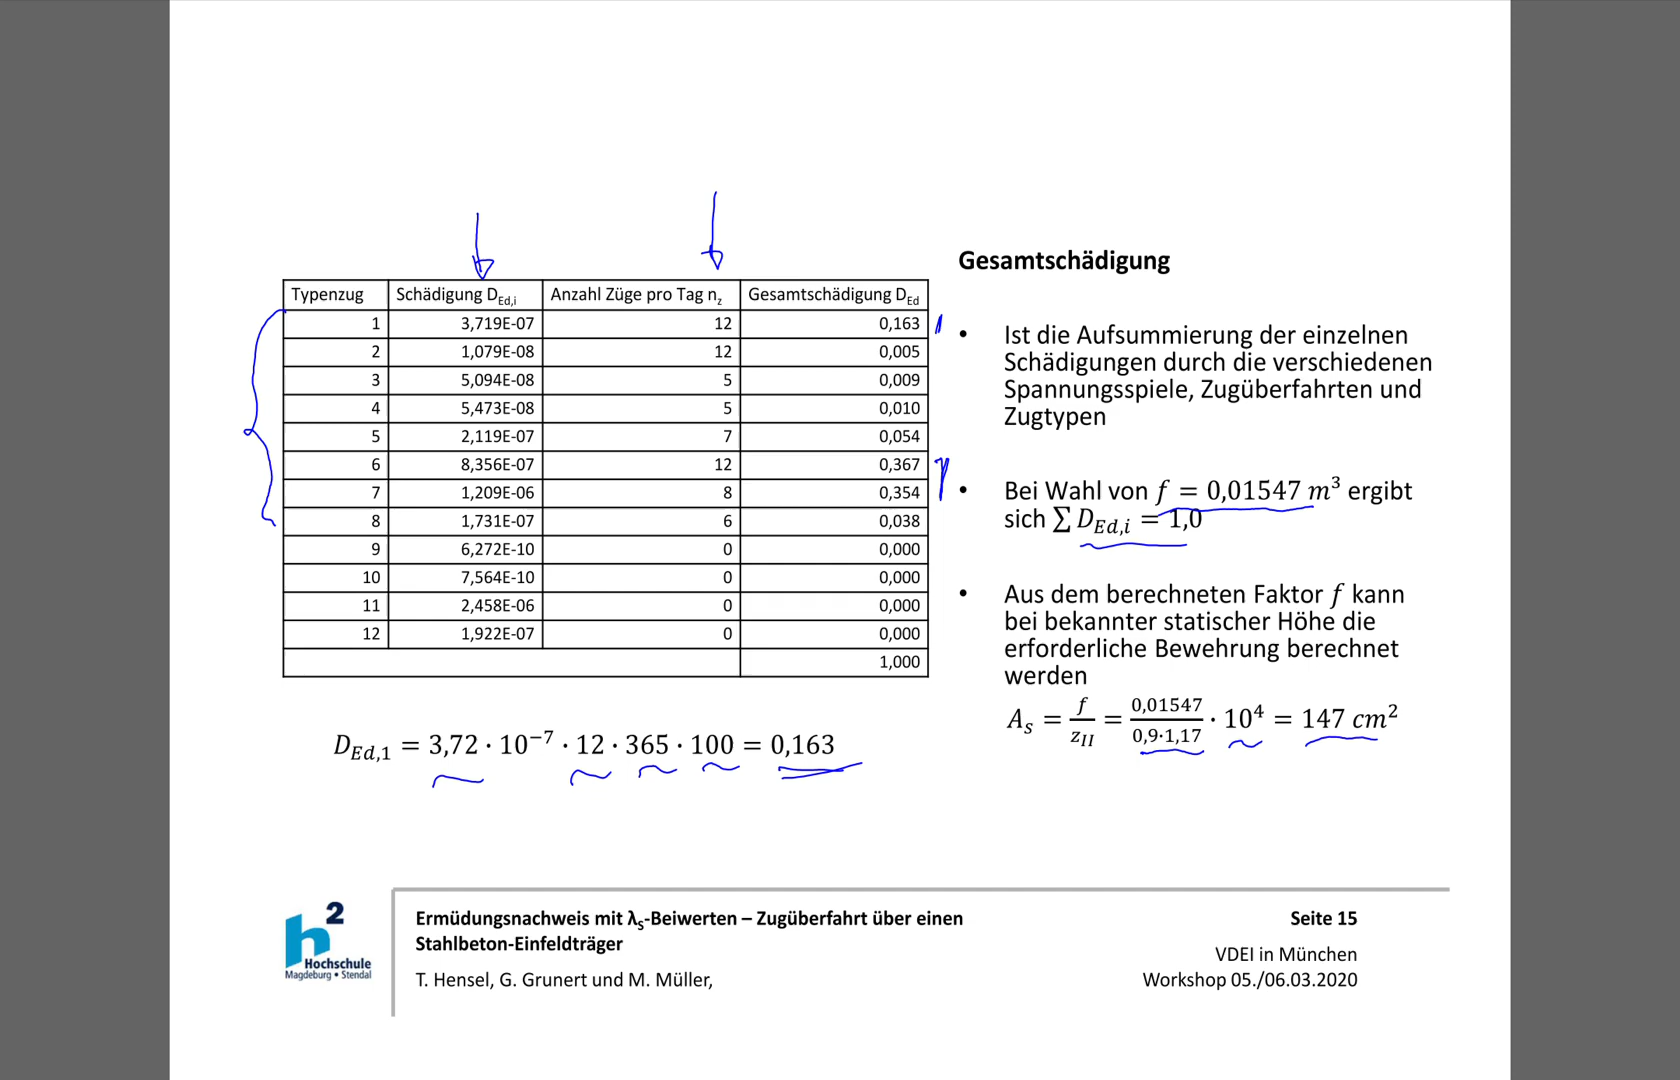 Gesamtschädigung
Typenzug Schädigung D_Ed,i Anzahl Züge pro Tag n_z Gesamtschädigung D_Ed
1 3,719E-07 12 0,163
2 1,079E-08 12 0,005
3 5,094E-08 5 0,009
4 5,473E-08 5 0,010
5 2,119E-07 7 0,054
6 8,356E-07 12 0,367
7 1,209E-06 8 0,354
8 1,731E-07 6 0,038
9 6,272E-10 0 0,000
10 7,564E-10 0 0,000
11 2,458E-06 0 0,000
12 1,922E-07 0 0,000
1,000
D_Ed,1 = 3,72 · 10⁻⁷ · 12 · 365 · 100 = 0,163
• Ist die Aufsummierung der einzelnen
Schädigungen durch die verschiedenen
Spannungsspiele, Zugüberfahrten und
Zugtypen
• Bei Wahl von f = 0,01547 m³ ergibt
sich ∑ D_Ed,i = 1,0
• Aus dem berechneten Faktor f kann
bei bekannter statischer Höhe die
erforderliche Bewehrung berechnet
werden
A_s = f/z_II = 0,01547/0,9·1,17 · 10⁴ = 147 cm²
h2
Hochschule
Magdeburg • Stendal
Ermüdungsnachweis mit λ_s-Beiwerten – Zugüberfahrt über einen
Stahlbeton-Einfeldträger
T. Hensel, G. Grunert und M. Müller,
Seite 15
VDEI in München
Workshop 05./06.03.2020